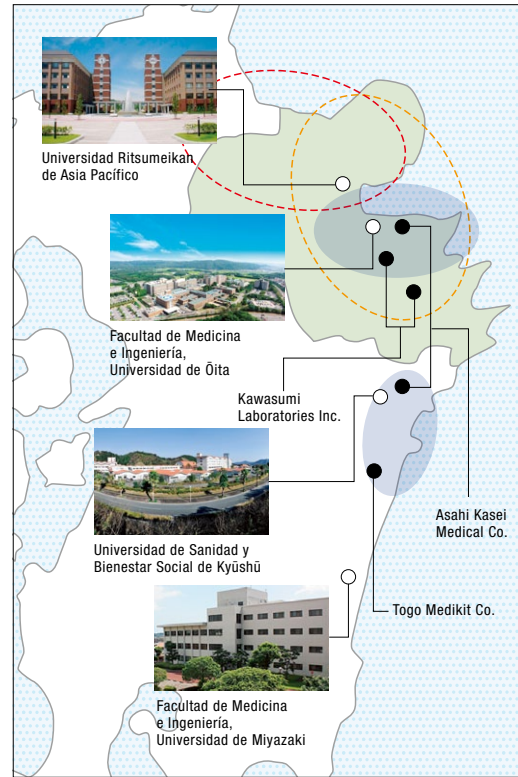 Universidad Ritsumeikan
de Asia Pacífico
Facultad de Medicina
e Ingeniería,
Universidad de Ōita
Kawasumi
Laboratories Inc.
Universidad de Sanidad y
Bienestar Social de Kyūshū
Asahi Kasei
Medical Co.
Togo Medikit Co.
Facultad de Medicina
e Ingeniería,
Universidad de Miyazaki